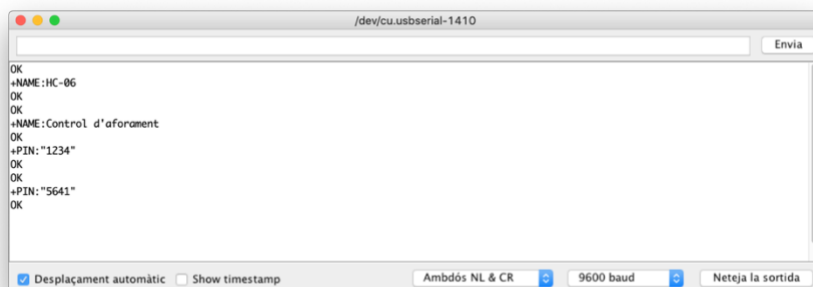 /dev/cu.usbserial-1410
Envia
OK
+NAME:HC-06
OK
OK
+NAME:Control d'aforament
OK
+PIN:"1234"
OK
OK
+PIN:"5641"
OK
Desplaçament automàtic Show timestamp Ambdós NL & CR 9600 baud Neteja la sortida